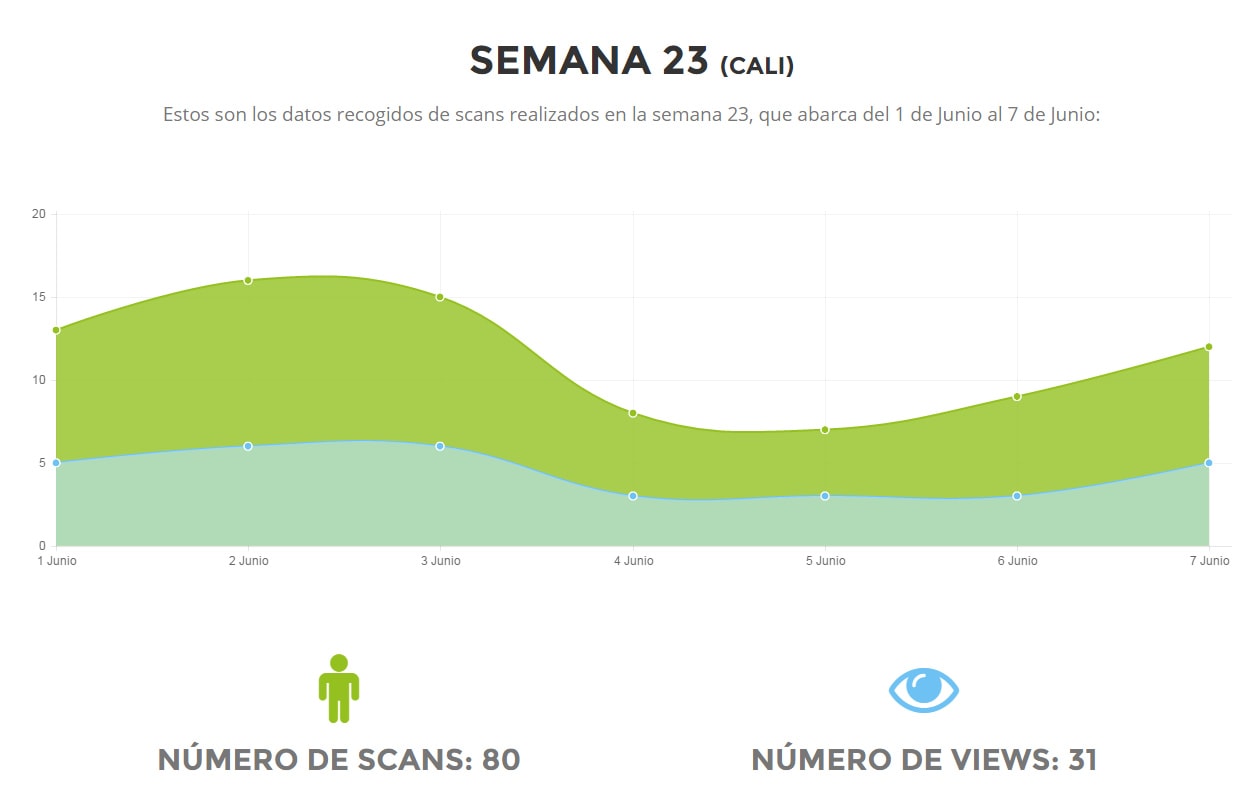 SEMANA 23 (CALI)
Estos son los datos recogidos de scans realizados en la semana 23, que abarca del 1 de Junio al 7 de Junio:
20
15
10
5
0
1 Junio 2 Junio 3 Junio 4 Junio 5 Junio 6 Junio 7 Junio
NÚMERO DE SCANS: 80 NÚMERO DE VIEWS: 31